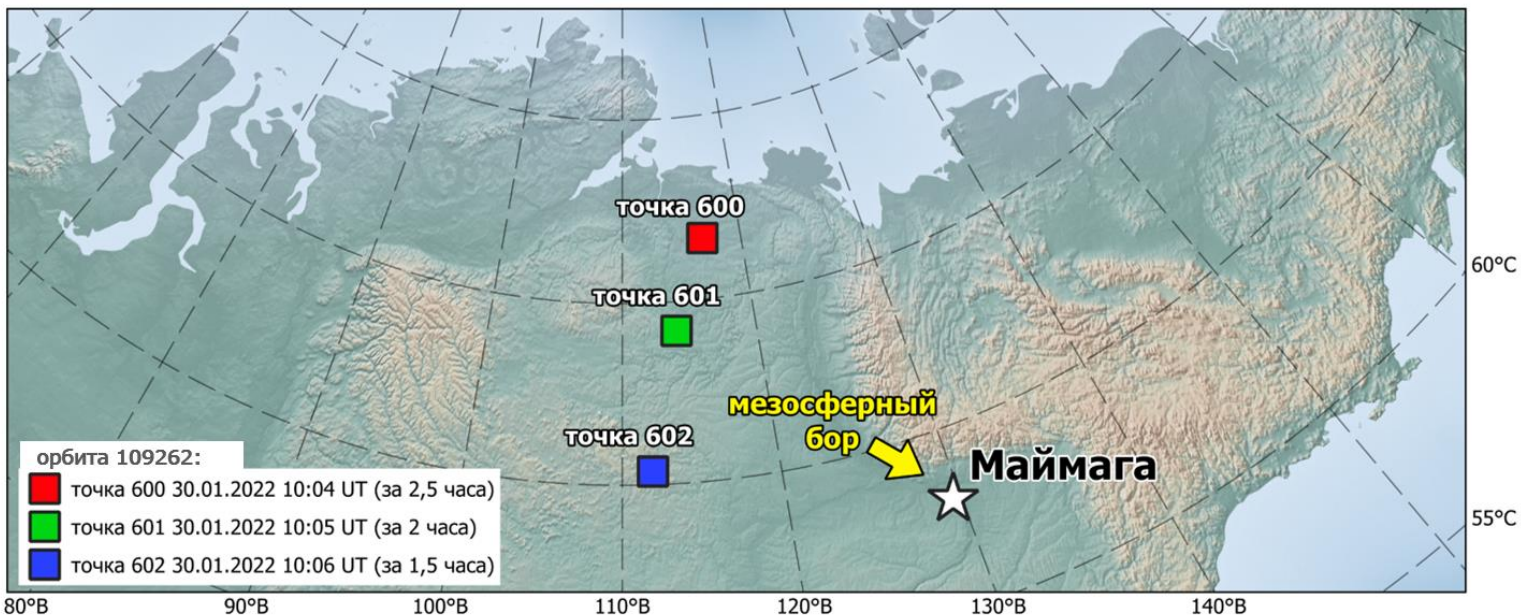 точка 600
точка 601
мезосферный
бор
точка 602
Маймага
орбита 109262:
точка 600 30.01.2022 10:04 UT (за 2,5 часа)
точка 601 30.01.2022 10:05 UT (за 2 часа)
точка 602 30.01.2022 10:06 UT (за 1,5 часа)
60°С
55°С
80°В
90°В
100°В
110°В
120°В
130°В
140°В